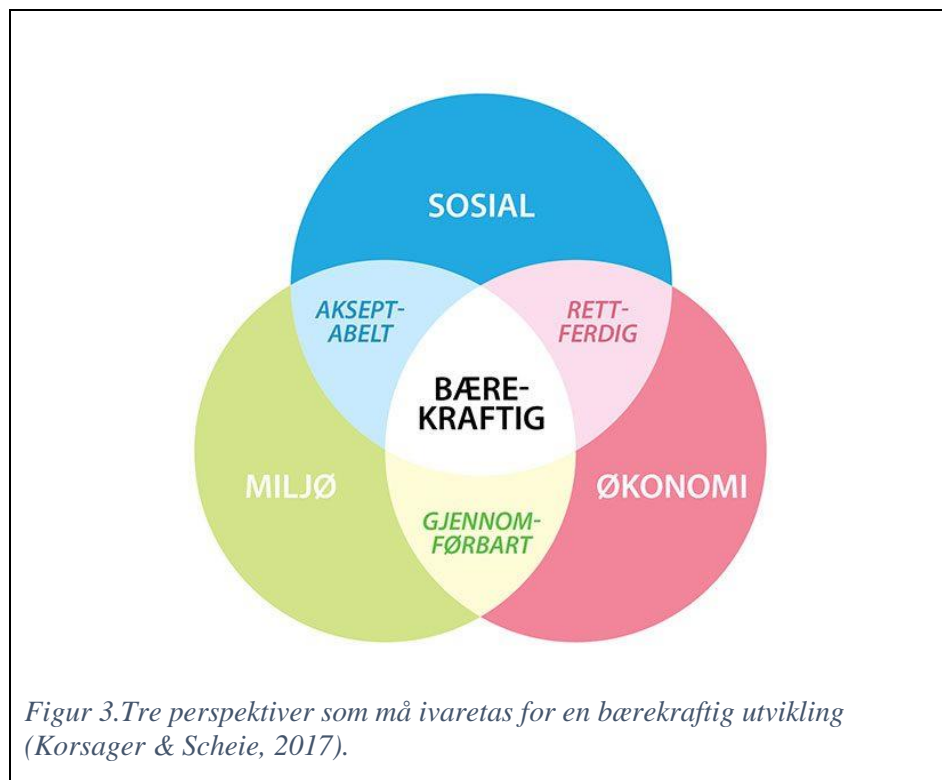 SOSIAL
AKSEPT-
ABELT
RETT-
FERDIG
BÆRE-
KRAFTIG
MILJØ
ØKONOMI
GJENNOM-
FØRBART
Figur 3.Tre perspektiver som må ivaretas for en bærekraftig utvikling
(Korsager & Scheie, 2017).